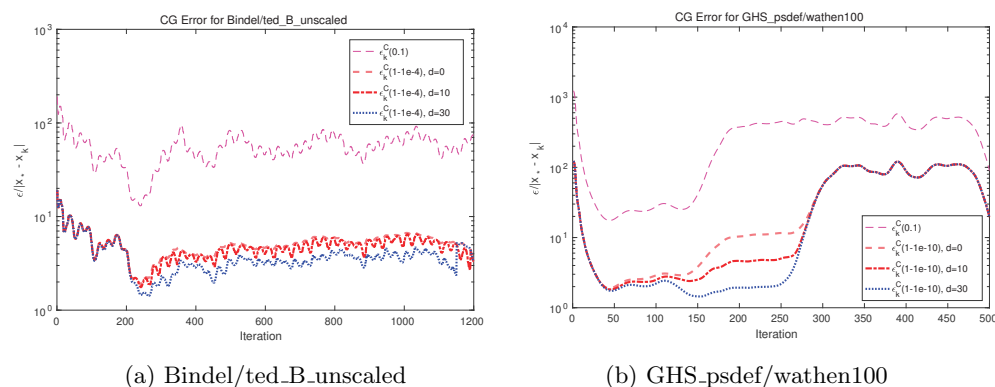 CG Error for Bindel/ted_B_unscaled
10^3
10^2
10^1
10^0
ϵ/|x_* - x_k|
0 200 400 600 800 1000 1200
Iteration
ϵ_k^C(0.1)
ϵ_k^C(1-1e-4), d=0
ϵ_k^C(1-1e-4), d=10
ϵ_k^C(1-1e-4), d=30
(a) Bindel/ted_B_unscaled
CG Error for GHS_psdef/wathen100
10^4
10^3
10^2
10^1
10^0
ϵ/|x_* - x_k|
0 50 100 150 200 250 300 350 400 450 500
Iteration
ϵ_k^C(0.1)
ϵ_k^C(1-1e-10), d=0
ϵ_k^C(1-1e-10), d=10
ϵ_k^C(1-1e-10), d=30
(b) GHS_psdef/wathen100